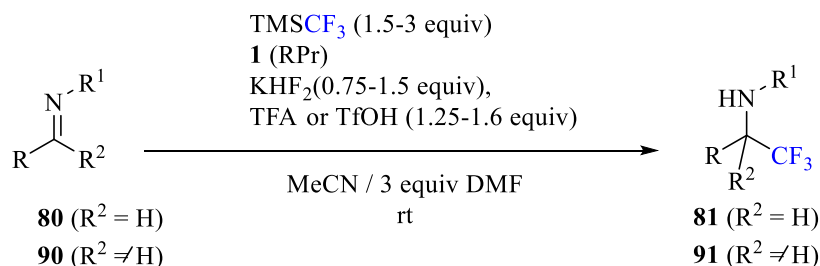 TMSCF₃ (1.5-3 equiv)
1 (RPr)
KHF₂(0.75-1.5 equiv),
TFA or TfOH (1.25-1.6 equiv)
MeCN / 3 equiv DMF
rt
N R¹
R R²
80 (R² = H)
90 (R² ≠ H)
HN R¹
R CF₃
R²
81 (R² = H)
91 (R² ≠ H)